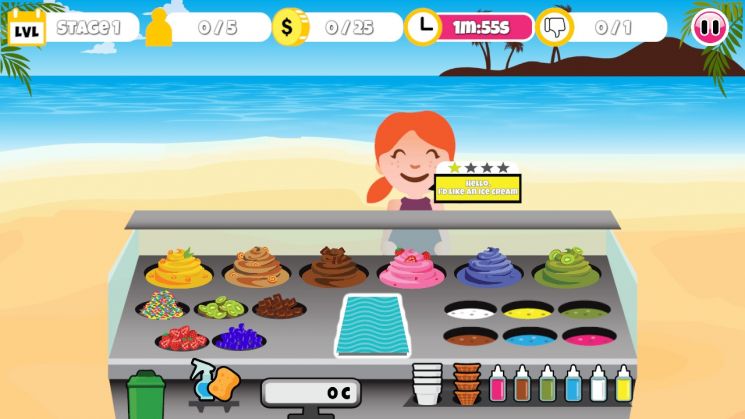 LVL STAGE 1 0 / 5 $ 0 / 25 1M:55S 0 / 1
HELLO,
I'D LIKE AN ICE CREAM
0 C